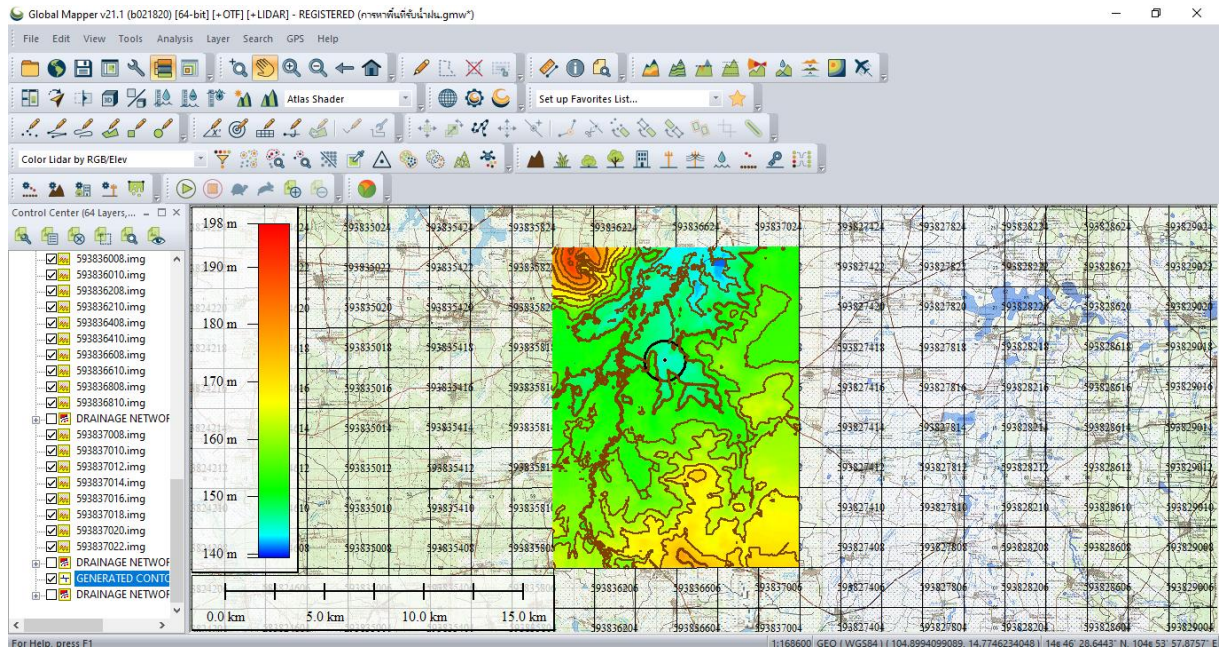 Global Mapper v21.1 (b021820) [64-bit] [+OTF] [+LIDAR] - REGISTERED (การหาพื้นที่รับน้ำฝน.gmw*)
File Edit View Tools Analysis Layer Search GPS Help
Atlas Shader
Set up Favorites List...
Color Lidar by RGB/Elev
Control Center (64 Layers,...
593836008.img
593836010.img
593836208.img
593836210.img
593836408.img
593836410.img
593836608.img
593836610.img
593836808.img
593836810.img
DRAINAGE NETWOR
593837008.img
593837010.img
593837012.img
593837014.img
593837016.img
593837018.img
593837020.img
593837022.img
DRAINAGE NETWOR
GENERATED CONTO
DRAINAGE NETWOR
198 m
190 m
180 m
170 m
160 m
150 m
140 m
593835024 593835424 593835824 593836224 593836624 593837024 593827424 593827824 593828224 593828624 593829024
593835022 593835422 593827422 593827822 593828222 593828622 593829022
593835020 593835420 593827420 593827820 593828220 593828620 593829020
593835018 593835418 593827418 593827818 593828218 593828618 593829018
593835016 593835416 593827416 593827816 593828216 593828616 593829016
593835014 593835414 593827414 593827814 593828214 593828614 593829014
593835012 593835412 593827412 593827812 593828212 593828612 593829012
593835010 593835410 593827410 593827810 593828210 593828610 593829010
593835008 593835408 593827408 593827808 593828208 593828608 593829008
593836206 593836606 593837006 593827406 593827806 593828206 593828606 593829006
593836204 593836604 593837004 593827404 593827804 593828204 593828604 593829004
0.0 km 5.0 km 10.0 km 15.0 km
For Help, press F1
1:168600 GEO (WGS84) ( 104.8994099089, 14.7746234048 ) 14é 46' 28.6443" N, 104é 53' 57.8757" E